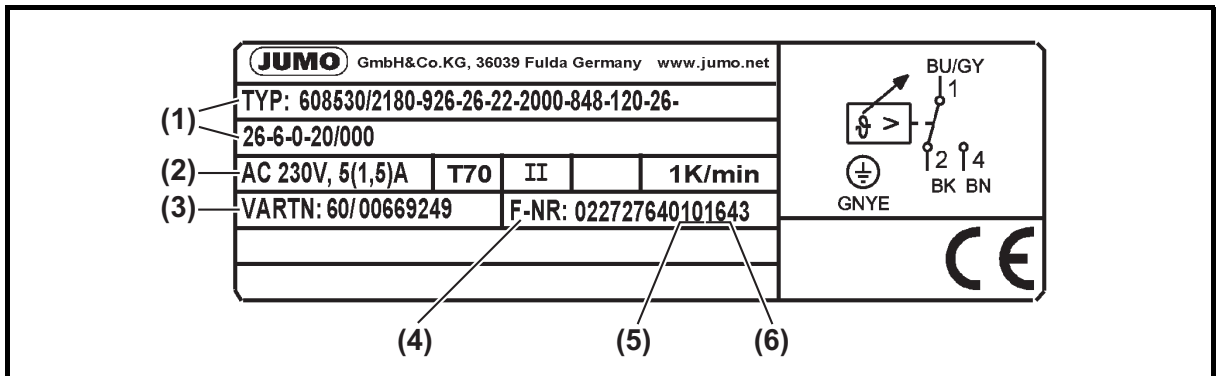 JUMO GmbH&Co.KG, 36039 Fulda Germany www.jumo.net
(1) TYP: 608530/2180-926-26-22-2000-848-120-26-
26-6-0-20/000
(2) AC 230V, 5(1,5)A T70 II 1K/min
(3) VARTN: 60/00669249 F-NR: 022727640101643
BU/GY
1
ϑ >
2 4
BK BN
GNYE
CE
(4) (5) (6)